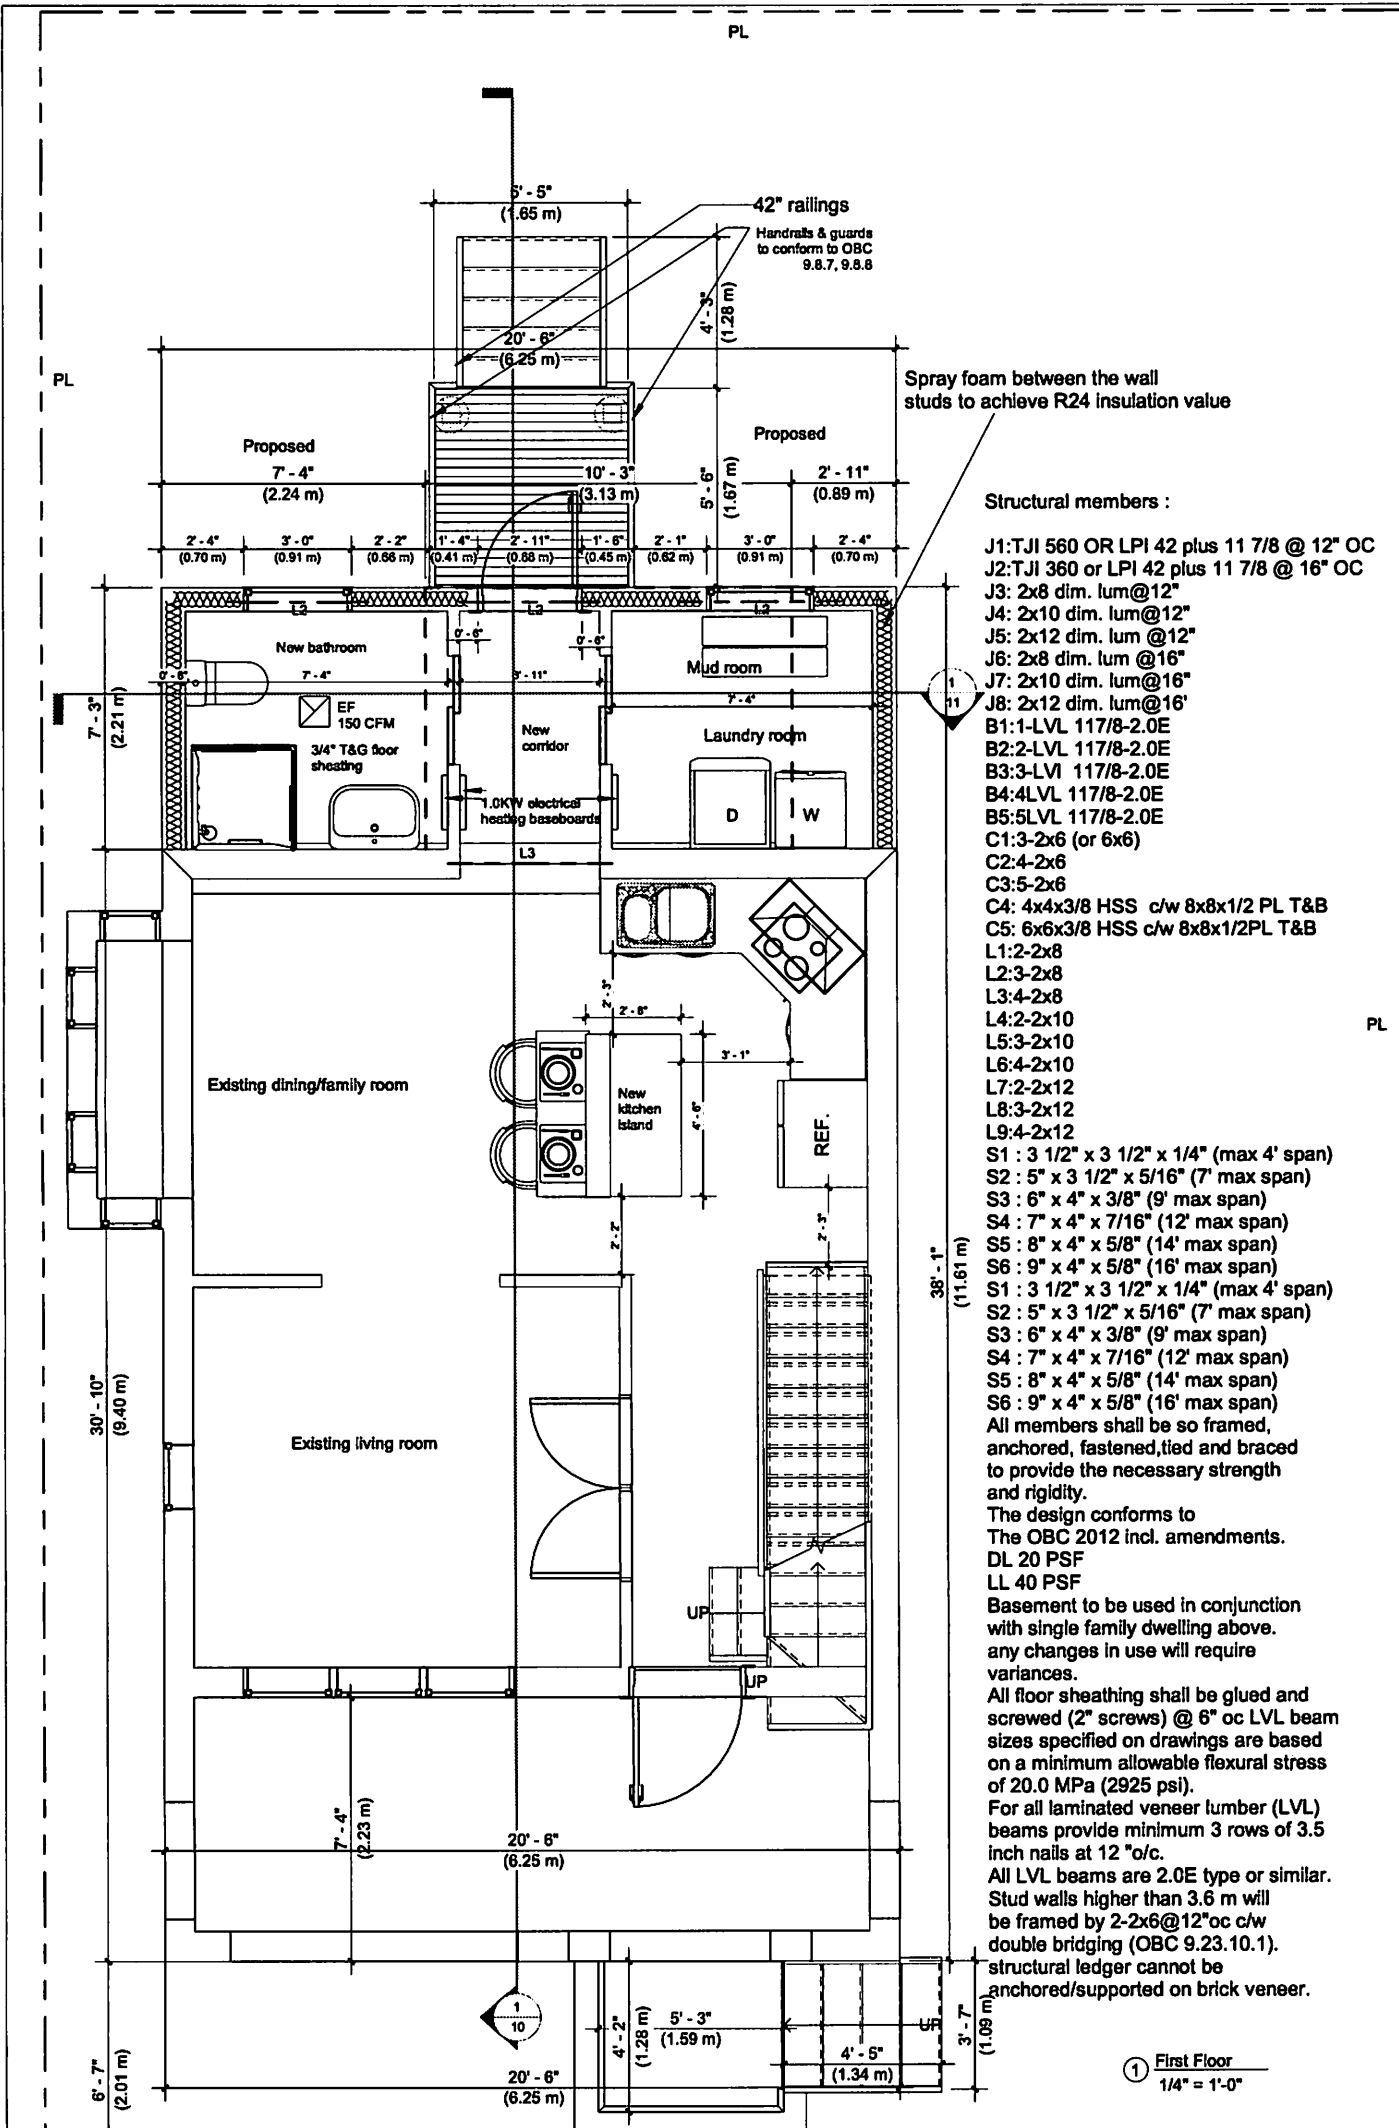 PL
5' - 5"
(1.65 m)
42" railings
Handrails & guards
to conform to OBC
9.8.7, 9.8.8
4' - 3"
(1.28 m)
20' - 6"
(6.25 m)
PL
Spray foam between the wall
studs to achieve R24 insulation value
Proposed
Proposed
7' - 4"
(2.24 m)
10' - 3"
(3.13 m)
2' - 11"
(0.89 m)
5' - 6"
(1.67 m)
2' - 4"
(0.70 m)
3' - 0"
(0.91 m)
2' - 2"
(0.66 m)
1' - 4"
(0.41 m)
2' - 11"
(0.88 m)
1' - 6"
(0.45 m)
2' - 1"
(0.62 m)
3' - 0"
(0.91 m)
2' - 4"
(0.70 m)
L2
L2
L2
New bathroom
0' - 6"
0' - 6"
Mud room
0' - 6"
7' - 4"
3' - 11"
7' - 4"
1
11
7' - 3"
(2.21 m)
EF
150 CFM
3/4" T&G floor
sheating
New
corridor
Laundry room
1.0KW electrical
heating baseboards
D
W
L3
2' - 3"
2' - 8"
3' - 1"
4' - 6"
Existing dining/family room
New
kitchen
island
REF.
2' - 2"
2' - 3"
38' - 1"
(11.61 m)
30' - 10"
(9.40 m)
Existing living room
UP
UP
7' - 4"
(2.23 m)
20' - 6"
(6.25 m)
1
10
4' - 2"
(1.28 m)
5' - 3"
(1.59 m)
UP
3' - 7"
(1.09 m)
4' - 5"
(1.34 m)
6' - 7"
(2.01 m)
20' - 6"
(6.25 m)
Structural members :
J1:TJI 560 OR LPI 42 plus 11 7/8 @ 12" OC
J2:TJI 360 or LPI 42 plus 11 7/8 @ 16" OC
J3: 2x8 dim. lum@12"
J4: 2x10 dim. lum@12"
J5: 2x12 dim. lum @12"
J6: 2x8 dim. lum @16"
J7: 2x10 dim. lum@16"
J8: 2x12 dim. lum@16'
B1:1-LVL 117/8-2.0E
B2:2-LVL 117/8-2.0E
B3:3-LVl 117/8-2.0E
B4:4LVL 117/8-2.0E
B5:5LVL 117/8-2.0E
C1:3-2x6 (or 6x6)
C2:4-2x6
C3:5-2x6
C4: 4x4x3/8 HSS c/w 8x8x1/2 PL T&B
C5: 6x6x3/8 HSS c/w 8x8x1/2PL T&B
L1:2-2x8
L2:3-2x8
L3:4-2x8
L4:2-2x10
L5:3-2x10
L6:4-2x10
L7:2-2x12
L8:3-2x12
L9:4-2x12
PL
S1 : 3 1/2" x 3 1/2" x 1/4" (max 4' span)
S2 : 5" x 3 1/2" x 5/16" (7' max span)
S3 : 6" x 4" x 3/8" (9' max span)
S4 : 7" x 4" x 7/16" (12' max span)
S5 : 8" x 4" x 5/8" (14' max span)
S6 : 9" x 4" x 5/8" (16' max span)
S1 : 3 1/2" x 3 1/2" x 1/4" (max 4' span)
S2 : 5" x 3 1/2" x 5/16" (7' max span)
S3 : 6" x 4" x 3/8" (9' max span)
S4 : 7" x 4" x 7/16" (12' max span)
S5 : 8" x 4" x 5/8" (14' max span)
S6 : 9" x 4" x 5/8" (16' max span)
All members shall be so framed,
anchored, fastened,tied and braced
to provide the necessary strength
and rigidity.
The design conforms to
The OBC 2012 incl. amendments.
DL 20 PSF
LL 40 PSF
Basement to be used in conjunction
with single family dwelling above.
any changes in use will require
variances.
All floor sheathing shall be glued and
screwed (2" screws) @ 6" oc LVL beam
sizes specified on drawings are based
on a minimum allowable flexural stress
of 20.0 MPa (2925 psi).
For all laminated veneer lumber (LVL)
beams provide minimum 3 rows of 3.5
inch nails at 12 "o/c.
All LVL beams are 2.0E type or similar.
Stud walls higher than 3.6 m will
be framed by 2-2x6@12"oc c/w
double bridging (OBC 9.23.10.1).
structural ledger cannot be
anchored/supported on brick veneer.
1 First Floor
1/4" = 1'-0"